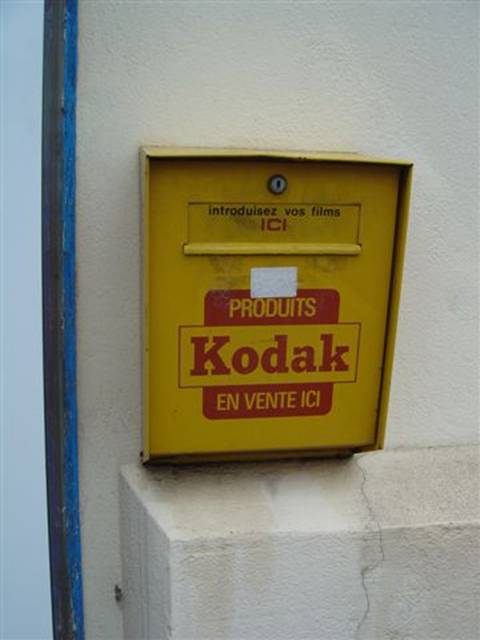 introduisez vos films
ICI
PRODUITS
Kodak
EN VENTE ICI